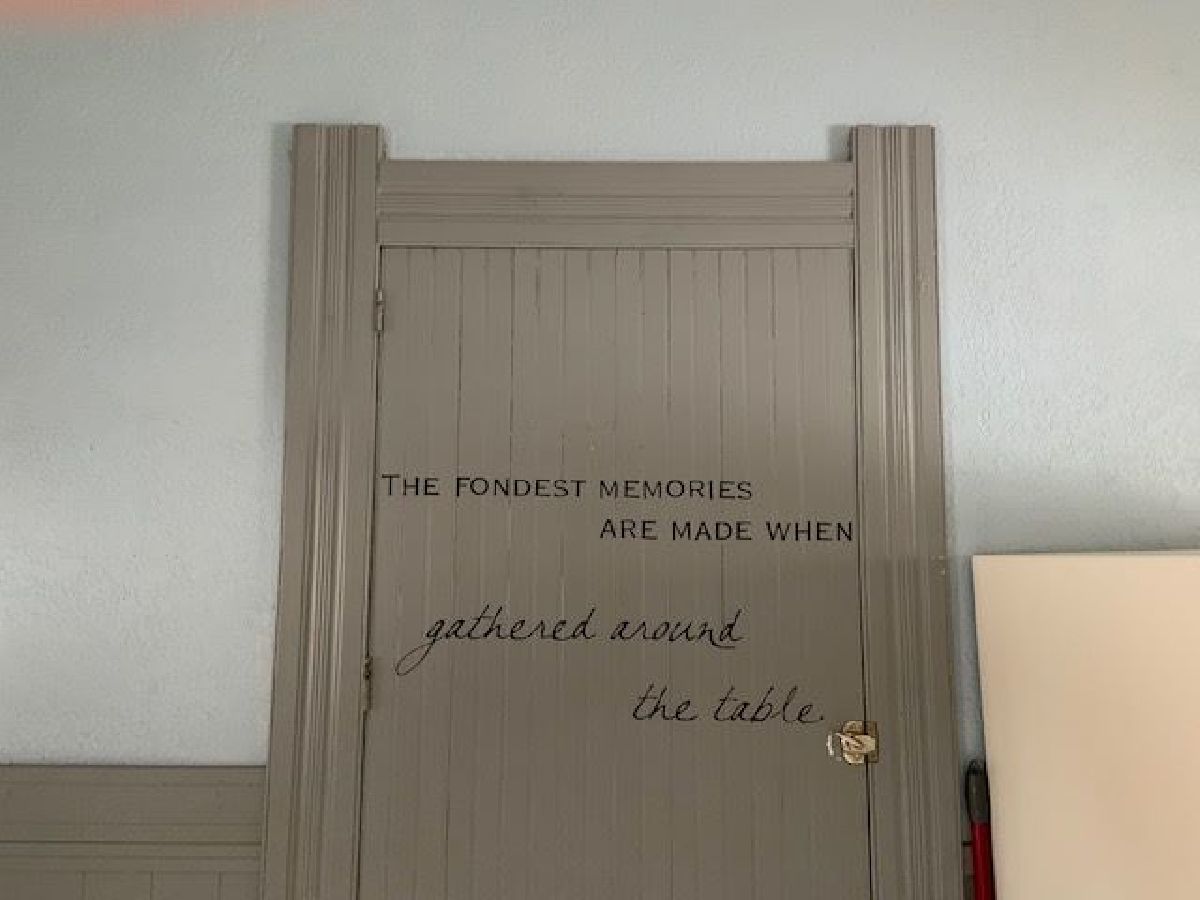 THE FONDEST MEMORIES
ARE MADE WHEN
gathered around
the table.